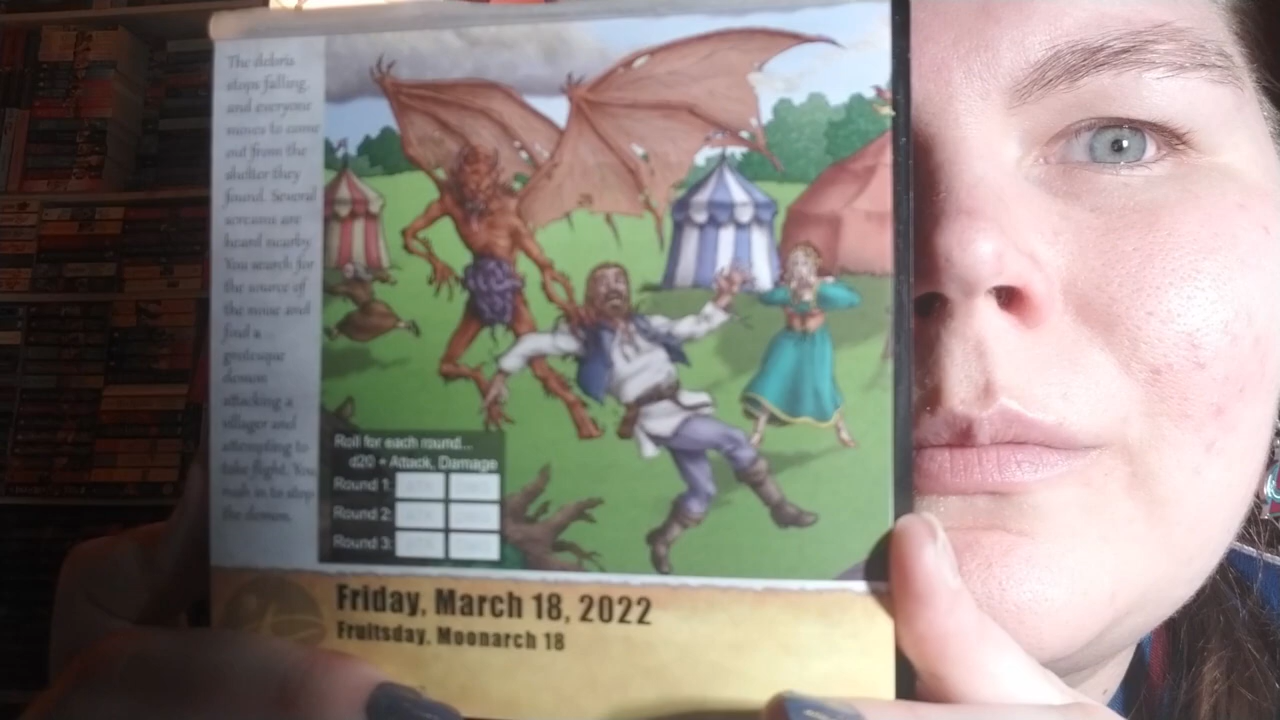 The debris
stops falling,
and everyone
moves to come
out from the
shelter they
found. Several
screams are
heard nearby.
You search for
the source of
the noise and
find a...
grotesque
demon
attacking a
villager and
attempting to
take flight. You
rush in to stop
the demon.
Roll for each round...
d20 + Attack, Damage
Round 1:
Round 2:
Round 3:
Friday, March 18, 2022
Fruitsday, Moonarch 18